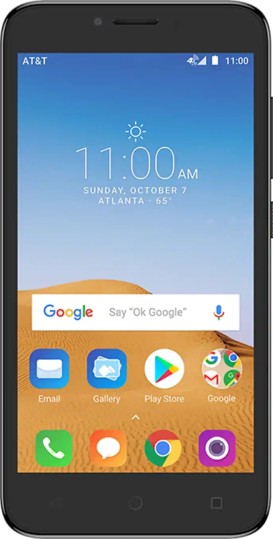 AT&T 11:00
11:00 AM
SUNDAY, OCTOBER 7
ATLANTA - 65°
Google Say "Ok Google"
Email Gallery Play Store Google